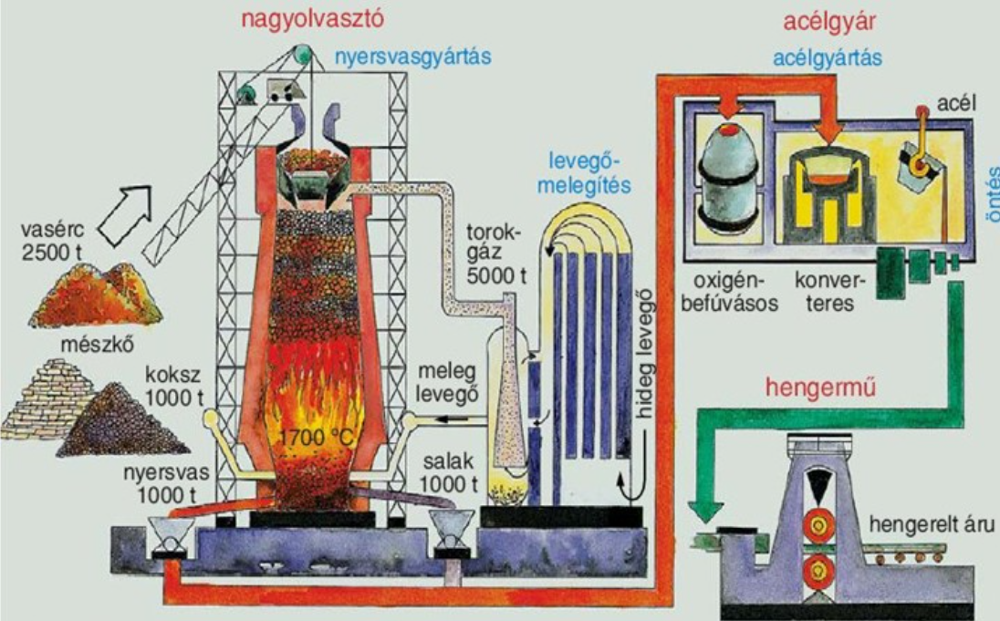 nagyolvasztó
nyersvasgyártás
acélgyár
acélgyártás
acél
öntés
levegő-
melegítés
vasérc
2500 t
torok-
gáz
5000 t
oxigén-
befúvásos
konver-
teres
hideg levegő
mészkő
koksz
1000 t
meleg
levegő
hengermű
1700 °C
nyersvas
1000 t
salak
1000 t
hengerelt áru